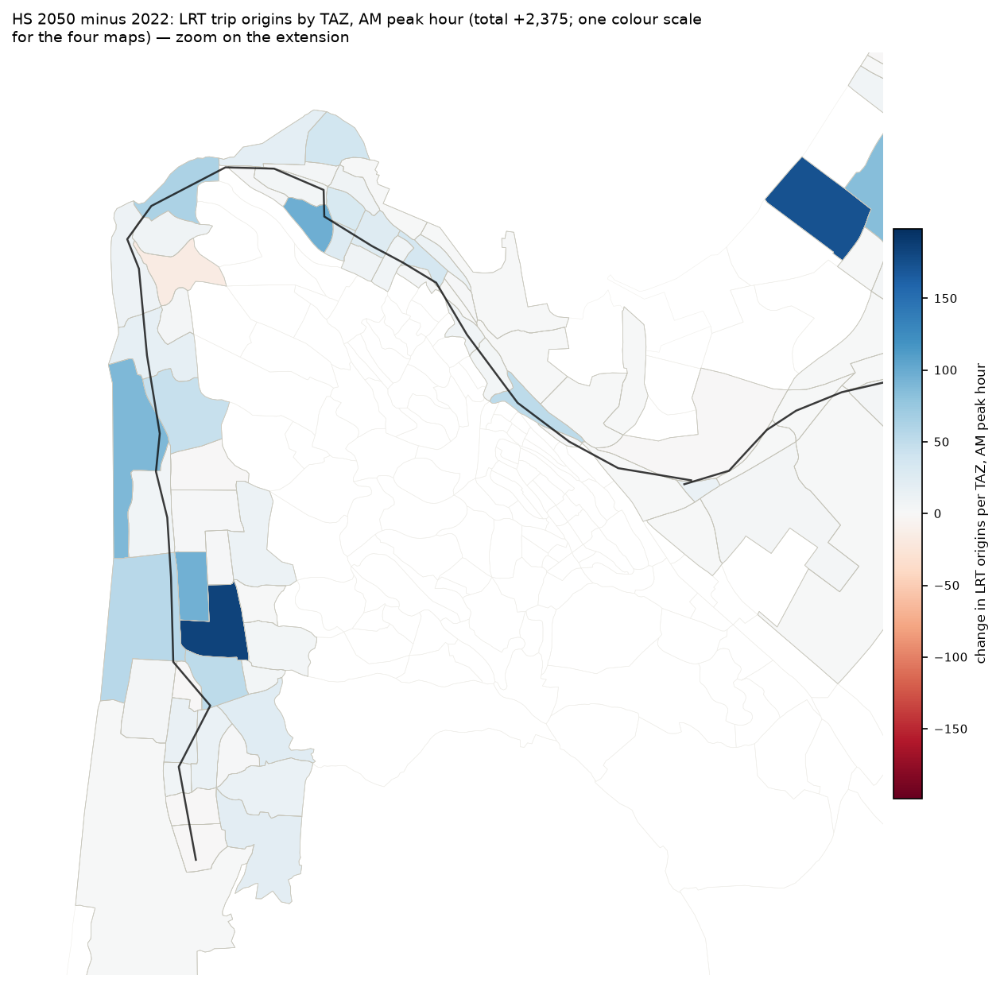 HS 2050 minus 2022: LRT trip origins by TAZ, AM peak hour (total +2,375; one colour scale
for the four maps) — zoom on the extension
150
100
50
0
−50
−100
−150
change in LRT origins per TAZ, AM peak hour